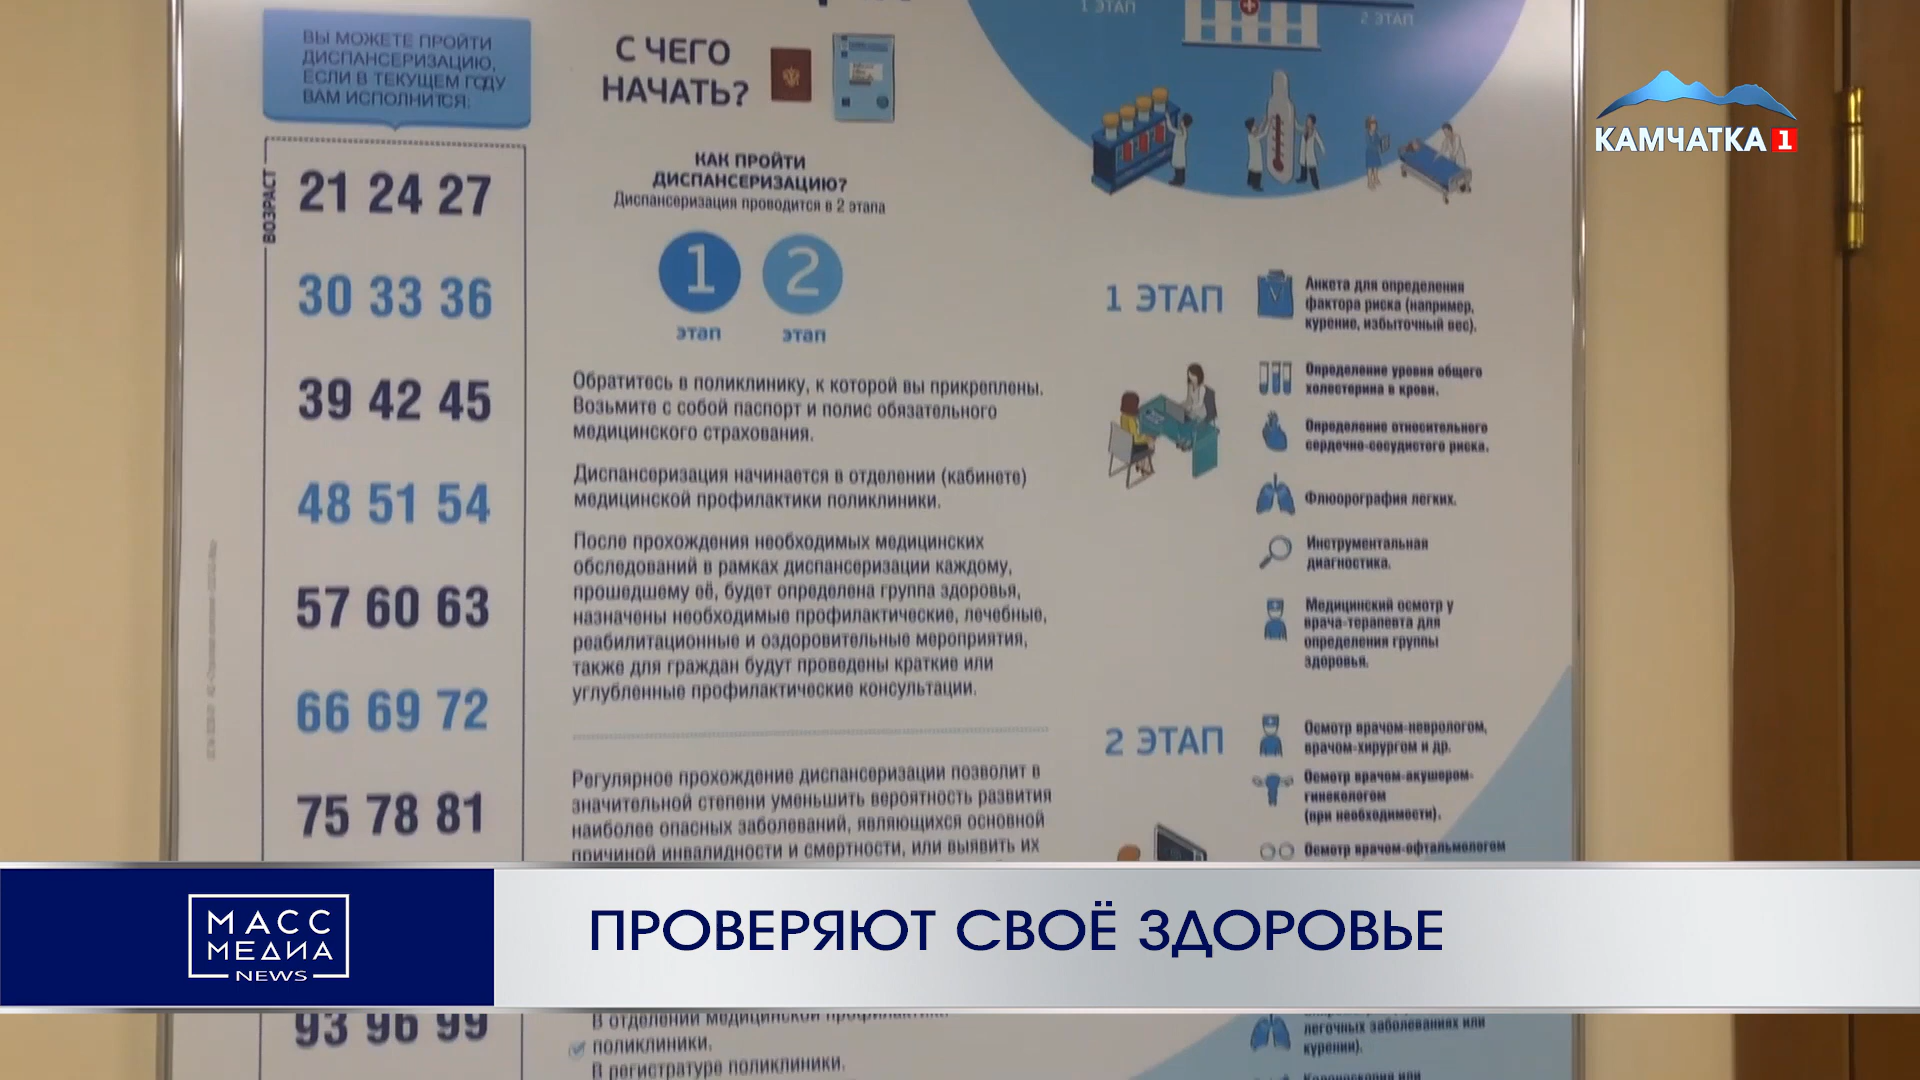 1 ЭТАП
2 ЭТАП
ВЫ МОЖЕТЕ ПРОЙТИ
ДИСПАНСЕРИЗАЦИЮ,
ЕСЛИ В ТЕКУЩЕМ ГОДУ
ВАМ ИСПОЛНИТСЯ:
ВОЗРАСТ
21 24 27
30 33 36
39 42 45
48 51 54
57 60 63
66 69 72
75 78 81
93 96 99
С ЧЕГО
НАЧАТЬ?
КАК ПРОЙТИ
ДИСПАНСЕРИЗАЦИЮ?
Диспансеризация проводится в 2 этапа
1
этап
2
этап
Обратитесь в поликлинику, к которой вы прикреплены.
Возьмите с собой паспорт и полис обязательного
медицинского страхования.
Диспансеризация начинается в отделении (кабинете)
медицинской профилактики поликлиники.
После прохождения необходимых медицинских
обследований в рамках диспансеризации каждому,
прошедшему её, будет определена группа здоровья,
назначены необходимые профилактические, лечебные,
реабилитационные и оздоровительные мероприятия,
также для граждан будут проведены краткие или
углубленные профилактические консультации.
Регулярное прохождение диспансеризации позволит в
значительной степени уменьшить вероятность развития
наиболее опасных заболеваний, являющихся основной
причиной инвалидности и смертности, или выявить их
В отделении медицинской профилактики
поликлиники.
В регистратуре поликлиники.
1 ЭТАП
Анкета для определения
фактора риска (например,
курение, избыточный вес).
Определение уровня общего
холестерина в крови.
Определение относительного
сердечно-сосудистого риска.
Флюорография легких.
Инструментальная
диагностика.
Медицинский осмотр у
врача-терапевта для
определения группы
здоровья.
2 ЭТАП
Осмотр врачом-неврологом,
врачом-хирургом и др.
Осмотр врачом-акушером-
гинекологом
(при необходимости).
Осмотр врачом-офтальмологом
легочных заболеваниях или
курении).
Колоноскопия или
КАМЧАТКА 1
МАСС
МЕДИА
NEWS
ПРОВЕРЯЮТ СВОЁ ЗДОРОВЬЕ